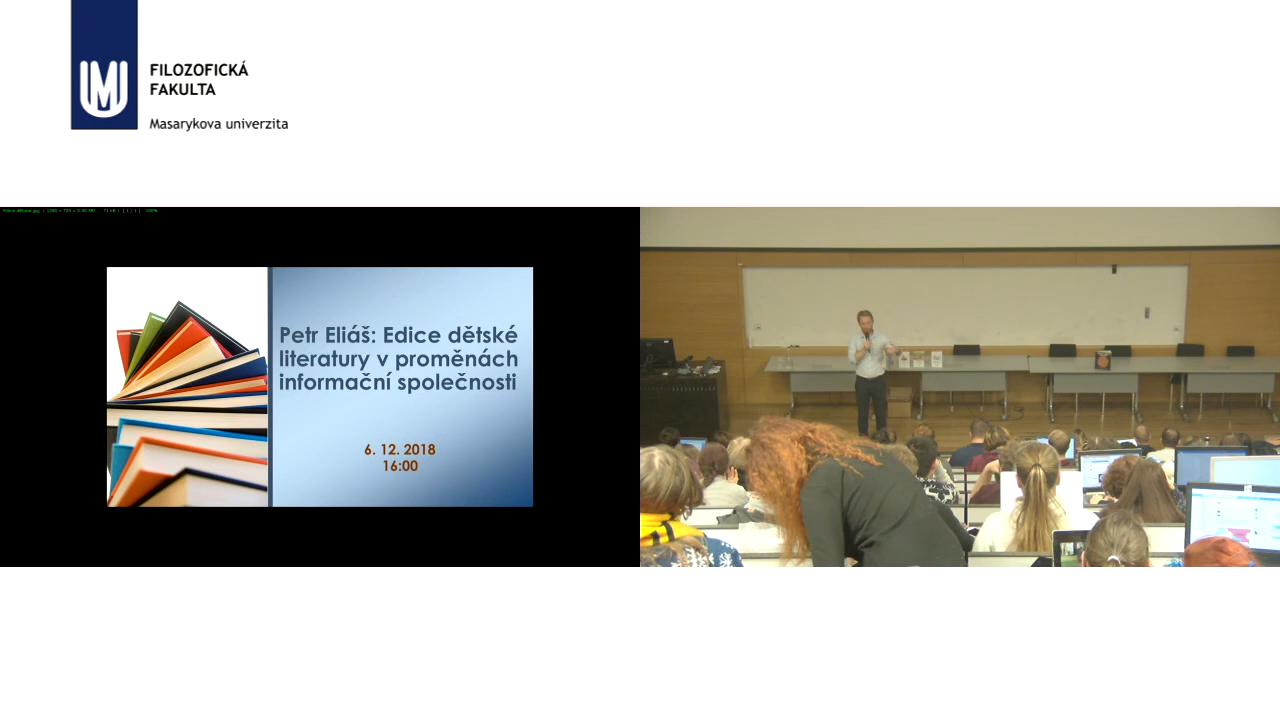 FILOZOFICKÁ
FAKULTA
Masarykova univerzita
Petr Eliáš: Edice dětské
literatury v proměnách
informační společnosti
6. 12. 2018
16:00